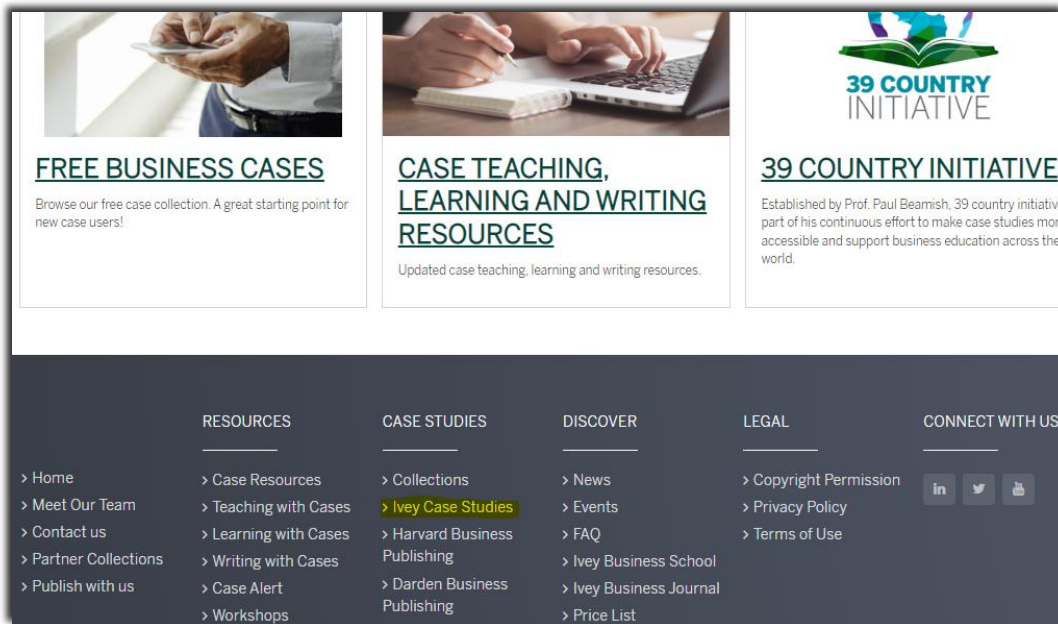 39 COUNTRY
INITIATIVE
FREE BUSINESS CASES
Browse our free case collection. A great starting point for
new case users!
CASE TEACHING,
LEARNING AND WRITING
RESOURCES
Updated case teaching, learning and writing resources.
39 COUNTRY INITIATIVE
Established by Prof. Paul Beamish, 39 country initiativ
part of his continuous effort to make case studies mor
accessible and support business education across the
world.
> Home
> Meet Our Team
> Contact us
> Partner Collections
> Publish with us
RESOURCES
> Case Resources
> Teaching with Cases
> Learning with Cases
> Writing with Cases
> Case Alert
> Workshops
CASE STUDIES
> Collections
> Ivey Case Studies
> Harvard Business
Publishing
> Darden Business
Publishing
DISCOVER
> News
> Events
> FAQ
> Ivey Business School
> Ivey Business Journal
> Price List
LEGAL
> Copyright Permission
> Privacy Policy
> Terms of Use
CONNECT WITH US
in